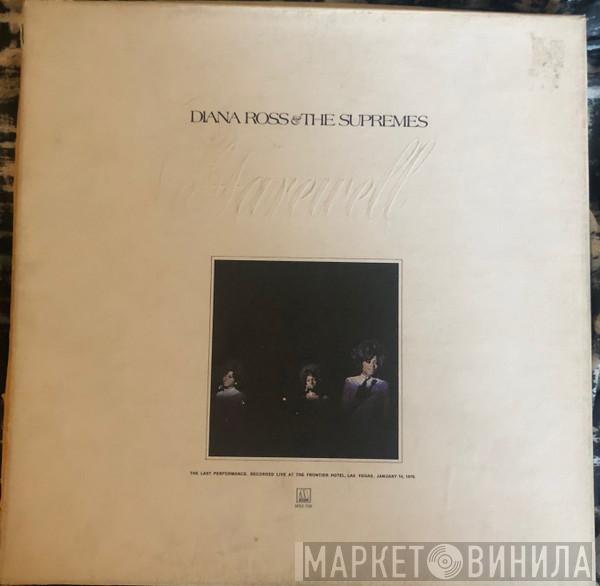 DIANA ROSS & THE SUPREMES
Farewell
THE LAST PERFORMANCE. RECORDED LIVE AT THE FRONTIER HOTEL, LAS VEGAS, JANUARY 14, 1970.
M
МАРКЕТ ВИНИЛА